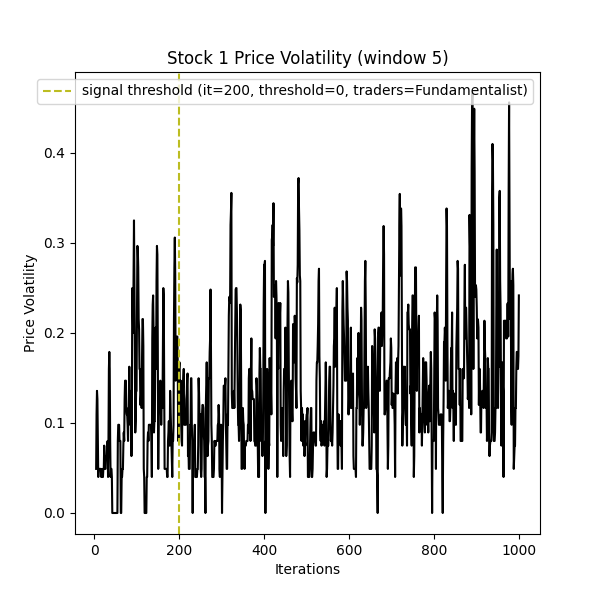 Stock 1 Price Volatility (window 5)
signal threshold (it=200, threshold=0, traders=Fundamentalist)
0.4
0.3
0.2
0.1
0.0
Price Volatility
0 200 400 600 800 1000
Iterations